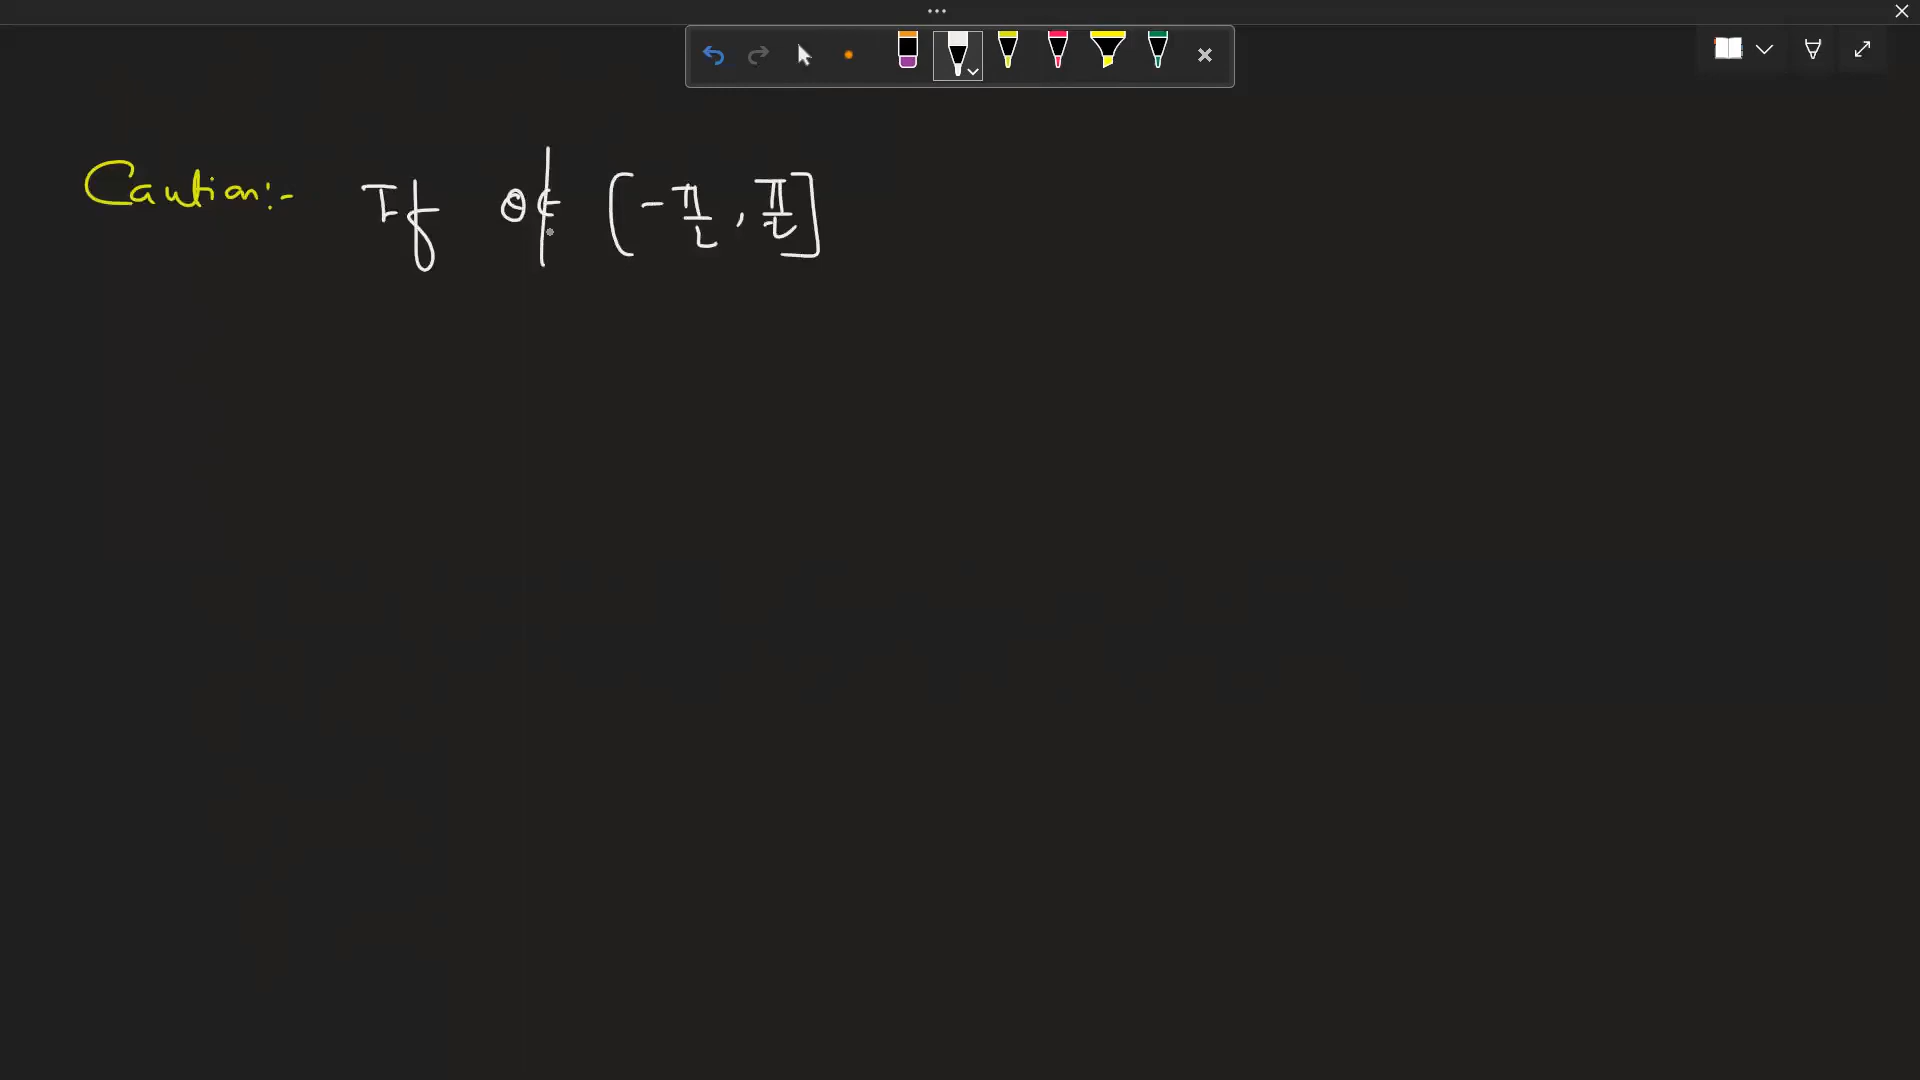 Caution:- If θ ∉ [-π/2, π/2]